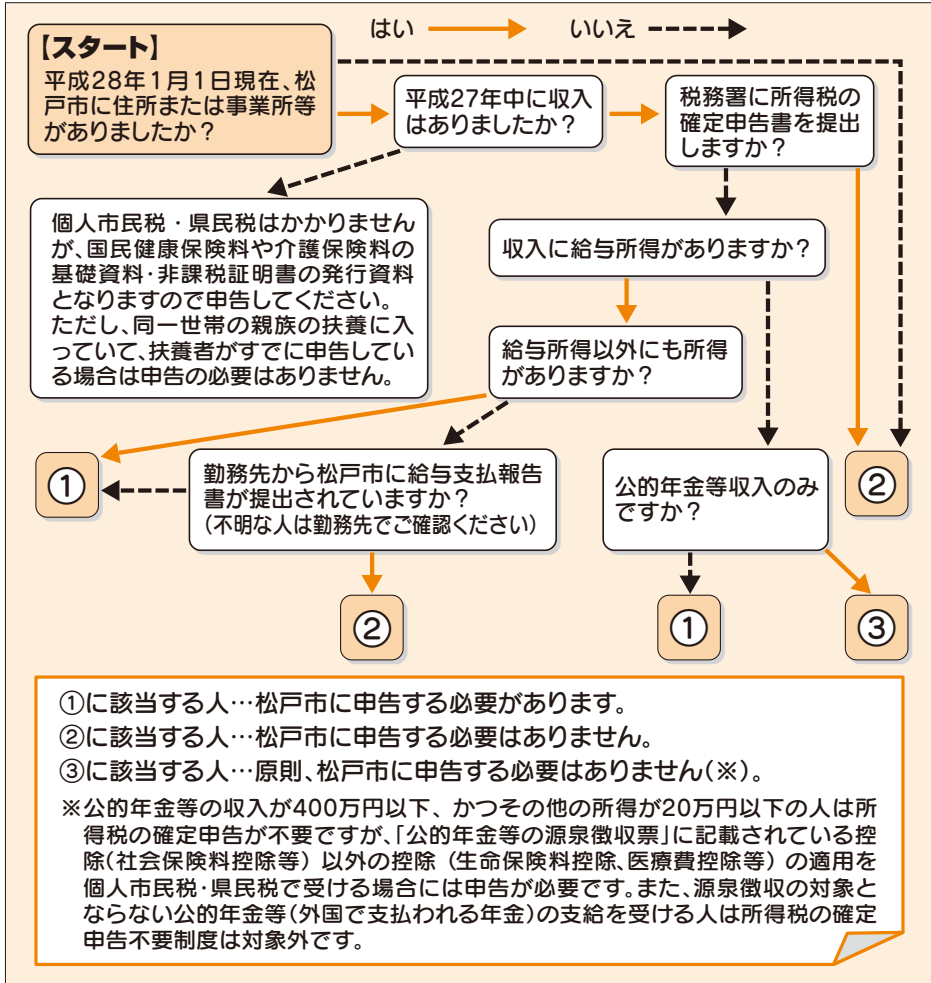 はい
いいえ
【スタート】
平成28年1月1日現在、松
戸市に住所または事業所等
がありましたか？
平成27年中に収入
はありましたか？
税務署に所得税の
確定申告書を提出
しますか？
個人市民税・県民税はかかりません
が、国民健康保険料や介護保険料の
基礎資料・非課税証明書の発行資料
となりますので申告してください。
ただし、同一世帯の親族の扶養に入
っていて、扶養者がすでに申告してい
る場合は申告の必要はありません。
収入に給与所得がありますか？
給与所得以外にも所得
がありますか？
①
勤務先から松戸市に給与支払報告
書が提出されていますか？
（不明な人は勤務先でご確認ください）
公的年金等収入のみ
ですか？
②
②
①
③
①に該当する人…松戸市に申告する必要があります。
②に該当する人…松戸市に申告する必要はありません。
③に該当する人…原則、松戸市に申告する必要はありません（※）。
※公的年金等の収入が400万円以下、かつその他の所得が20万円以下の人は所
得税の確定申告が不要ですが、「公的年金等の源泉徴収票」に記載されている控
除（社会保険料控除等）以外の控除（生命保険料控除、医療費控除等）の適用を
個人市民税・県民税で受ける場合には申告が必要です。また、源泉徴収の対象と
ならない公的年金等（外国で支払われる年金）の支給を受ける人は所得税の確定
申告不要制度は対象外です。